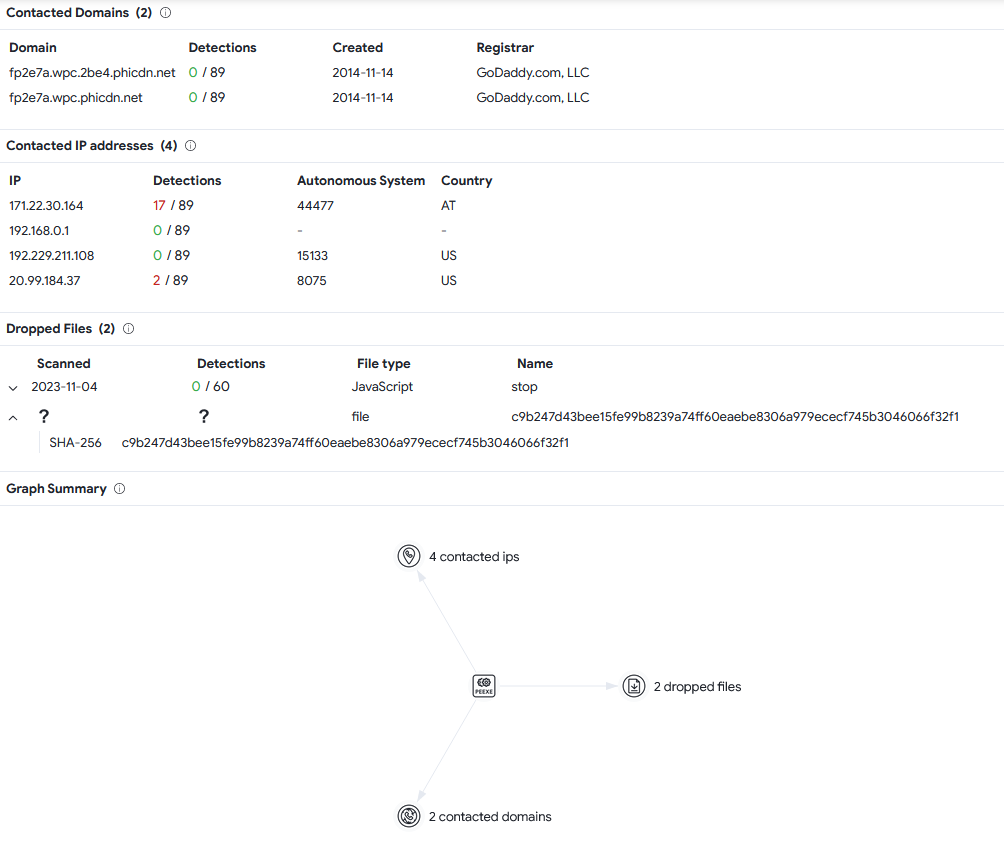 Contacted Domains (2)
Domain Detections Created Registrar
fp2e7a.wpc.2be4.phicdn.net 0 / 89 2014-11-14 GoDaddy.com, LLC
fp2e7a.wpc.phicdn.net 0 / 89 2014-11-14 GoDaddy.com, LLC
Contacted IP addresses (4)
IP Detections Autonomous System Country
171.22.30.164 17 / 89 44477 AT
192.168.0.1 0 / 89 - -
192.229.211.108 0 / 89 15133 US
20.99.184.37 2 / 89 8075 US
Dropped Files (2)
Scanned Detections File type Name
2023-11-04 0 / 60 JavaScript stop
? ? file c9b247d43bee15fe99b8239a74ff60eaebe8306a979ececf745b3046066f32f1
SHA-256 c9b247d43bee15fe99b8239a74ff60eaebe8306a979ececf745b3046066f32f1
Graph Summary
4 contacted ips
PEEXE
2 dropped files
2 contacted domains